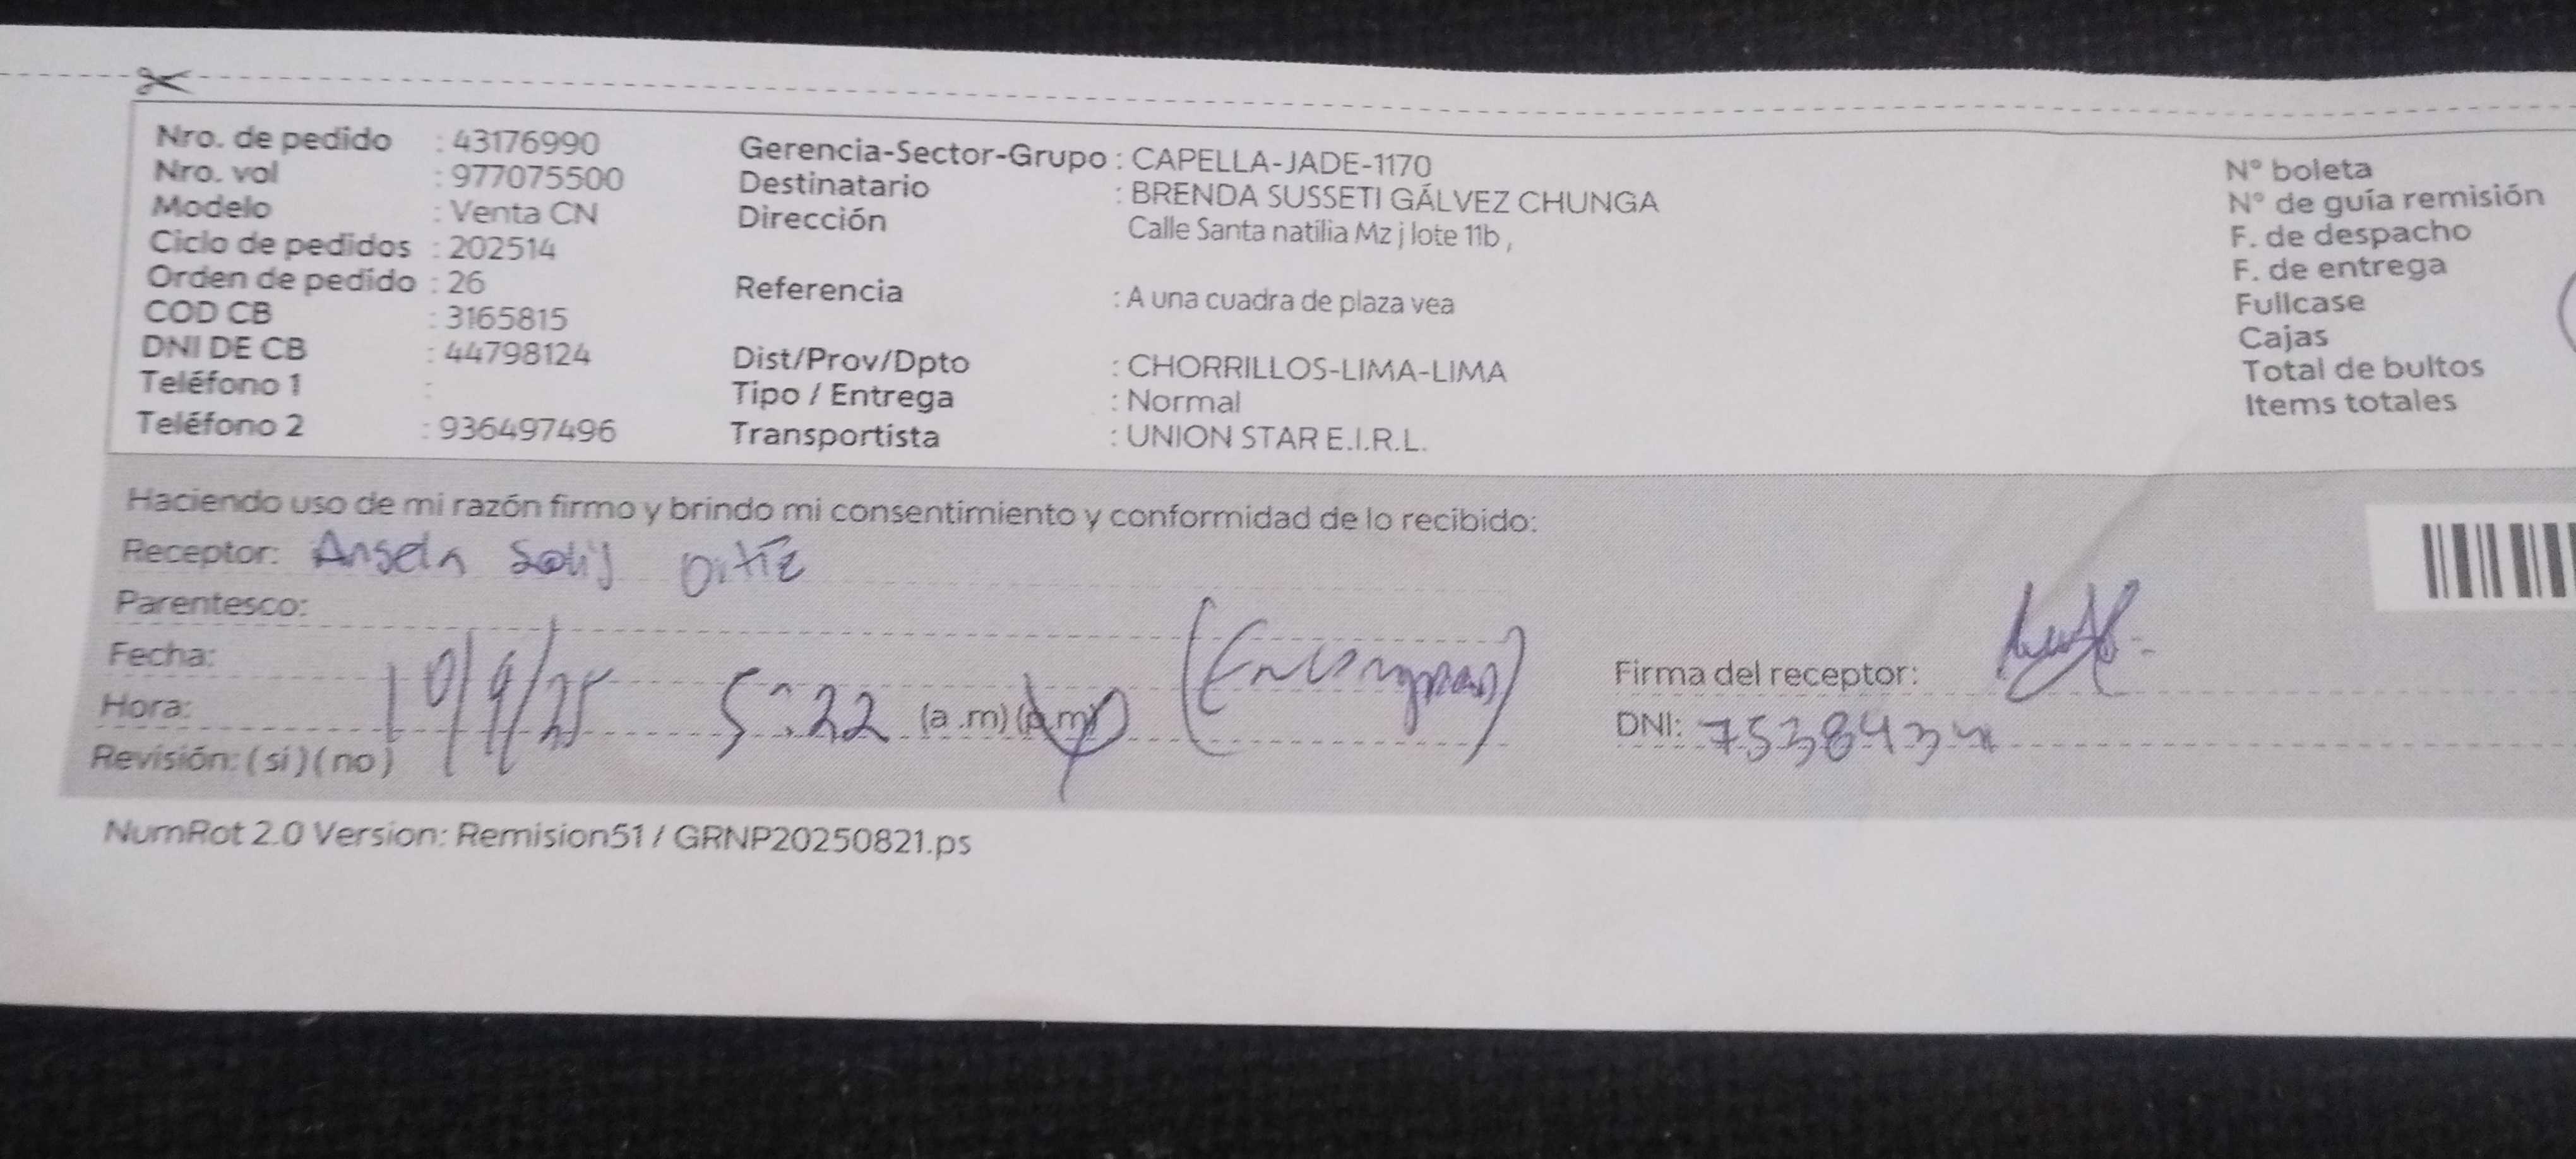 Nro. de pedido : 43176990
Nro. vol : 977075500
Modelo : Venta CN
Ciclo de pedidos : 202514
Orden de pedido : 26
COD CB : 3165815
DNI DE CB : 44798124
Teléfono 1 :
Teléfono 2 : 936497496
Gerencia-Sector-Grupo : CAPELLA-JADE-1170
Destinatario : BRENDA SUSSETI GÁLVEZ CHUNGA
Dirección Calle Santa natilia Mz j lote 11b ,
Referencia : A una cuadra de plaza vea
Dist/Prov/Dpto : CHORRILLOS-LIMA-LIMA
Tipo / Entrega : Normal
Transportista : UNION STAR E.I.R.L.
N° boleta
N° de guía remisión
F. de despacho
F. de entrega
Fullcase
Cajas
Total de bultos
Items totales
Haciendo uso de mi razón firmo y brindo mi consentimiento y conformidad de lo recibido:
Receptor: Angela Solis Ortiz
Parentesco:
Fecha: 10/9/25
Hora: 5:22 (a .m) (p.m)
Revisión: ( si ) ( no )
Firma del receptor:
DNI: 7538434
NumRot 2.0 Version: Remision51 / GRNP20250821.ps